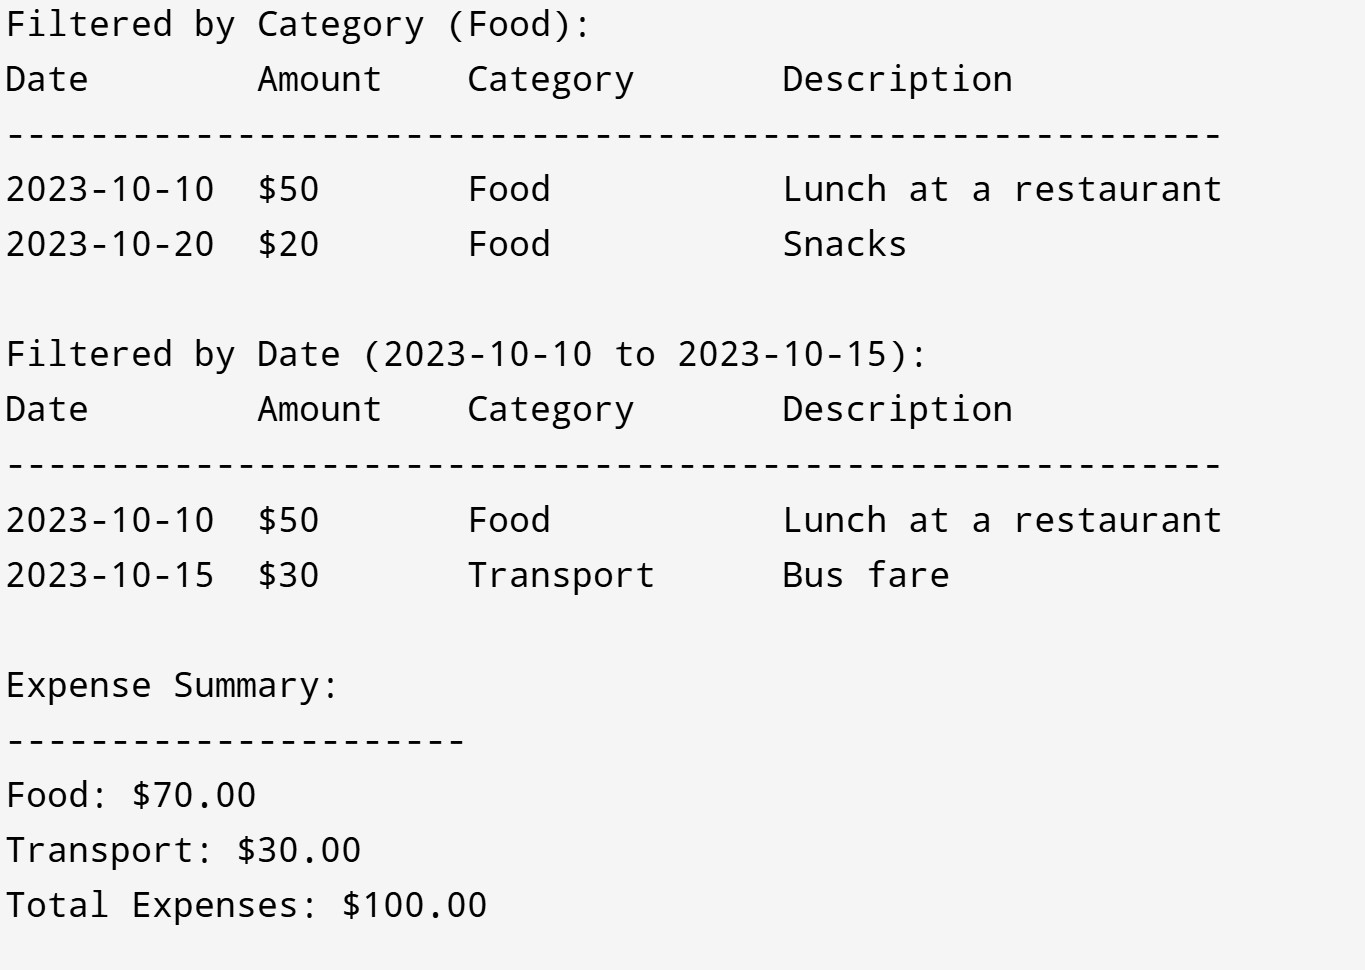 Filtered by Category (Food):
Date        Amount    Category       Description
----------------------------------------------------------
2023-10-10  $50       Food           Lunch at a restaurant
2023-10-20  $20       Food           Snacks

Filtered by Date (2023-10-10 to 2023-10-15):
Date        Amount    Category       Description
----------------------------------------------------------
2023-10-10  $50       Food           Lunch at a restaurant
2023-10-15  $30       Transport      Bus fare

Expense Summary:
----------------------
Food: $70.00
Transport: $30.00
Total Expenses: $100.00